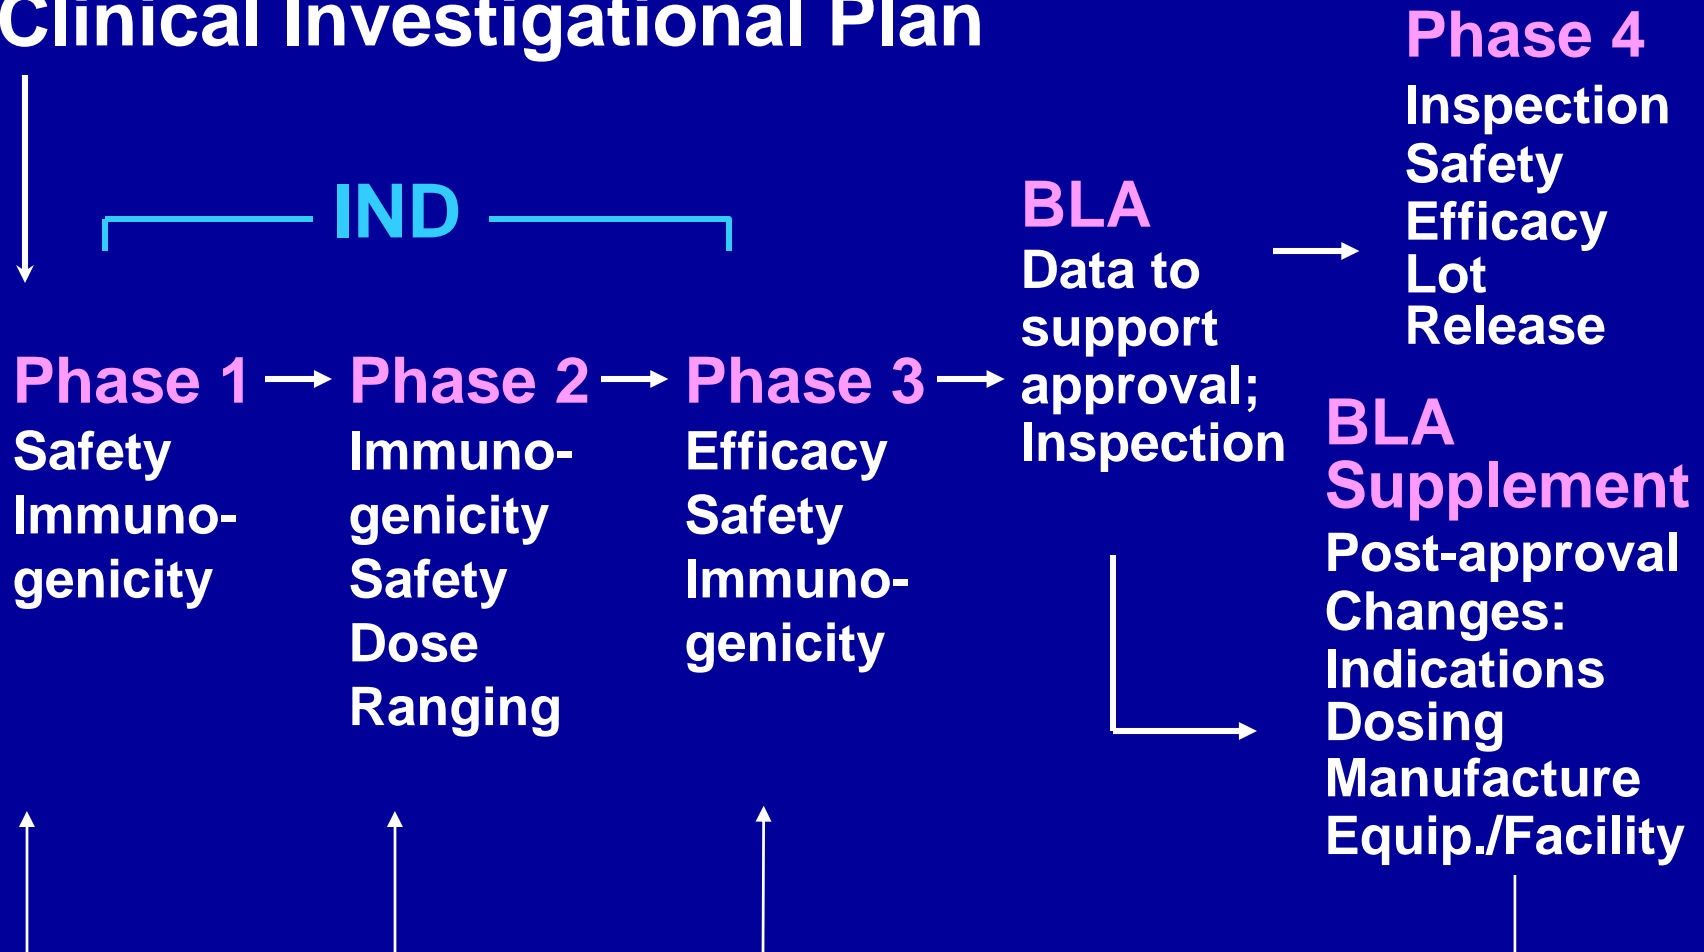 Clinical Investigational Plan
IND
Phase 1
Safety
Immuno-
genicity
Phase 2
Immuno-
genicity
Safety
Dose
Ranging
Phase 3
Efficacy
Safety
Immuno-
genicity
BLA
Data to
support
approval;
Inspection
Phase 4
Inspection
Safety
Efficacy
Lot
Release
BLA
Supplement
Post-approval
Changes:
Indications
Dosing
Manufacture
Equip./Facility